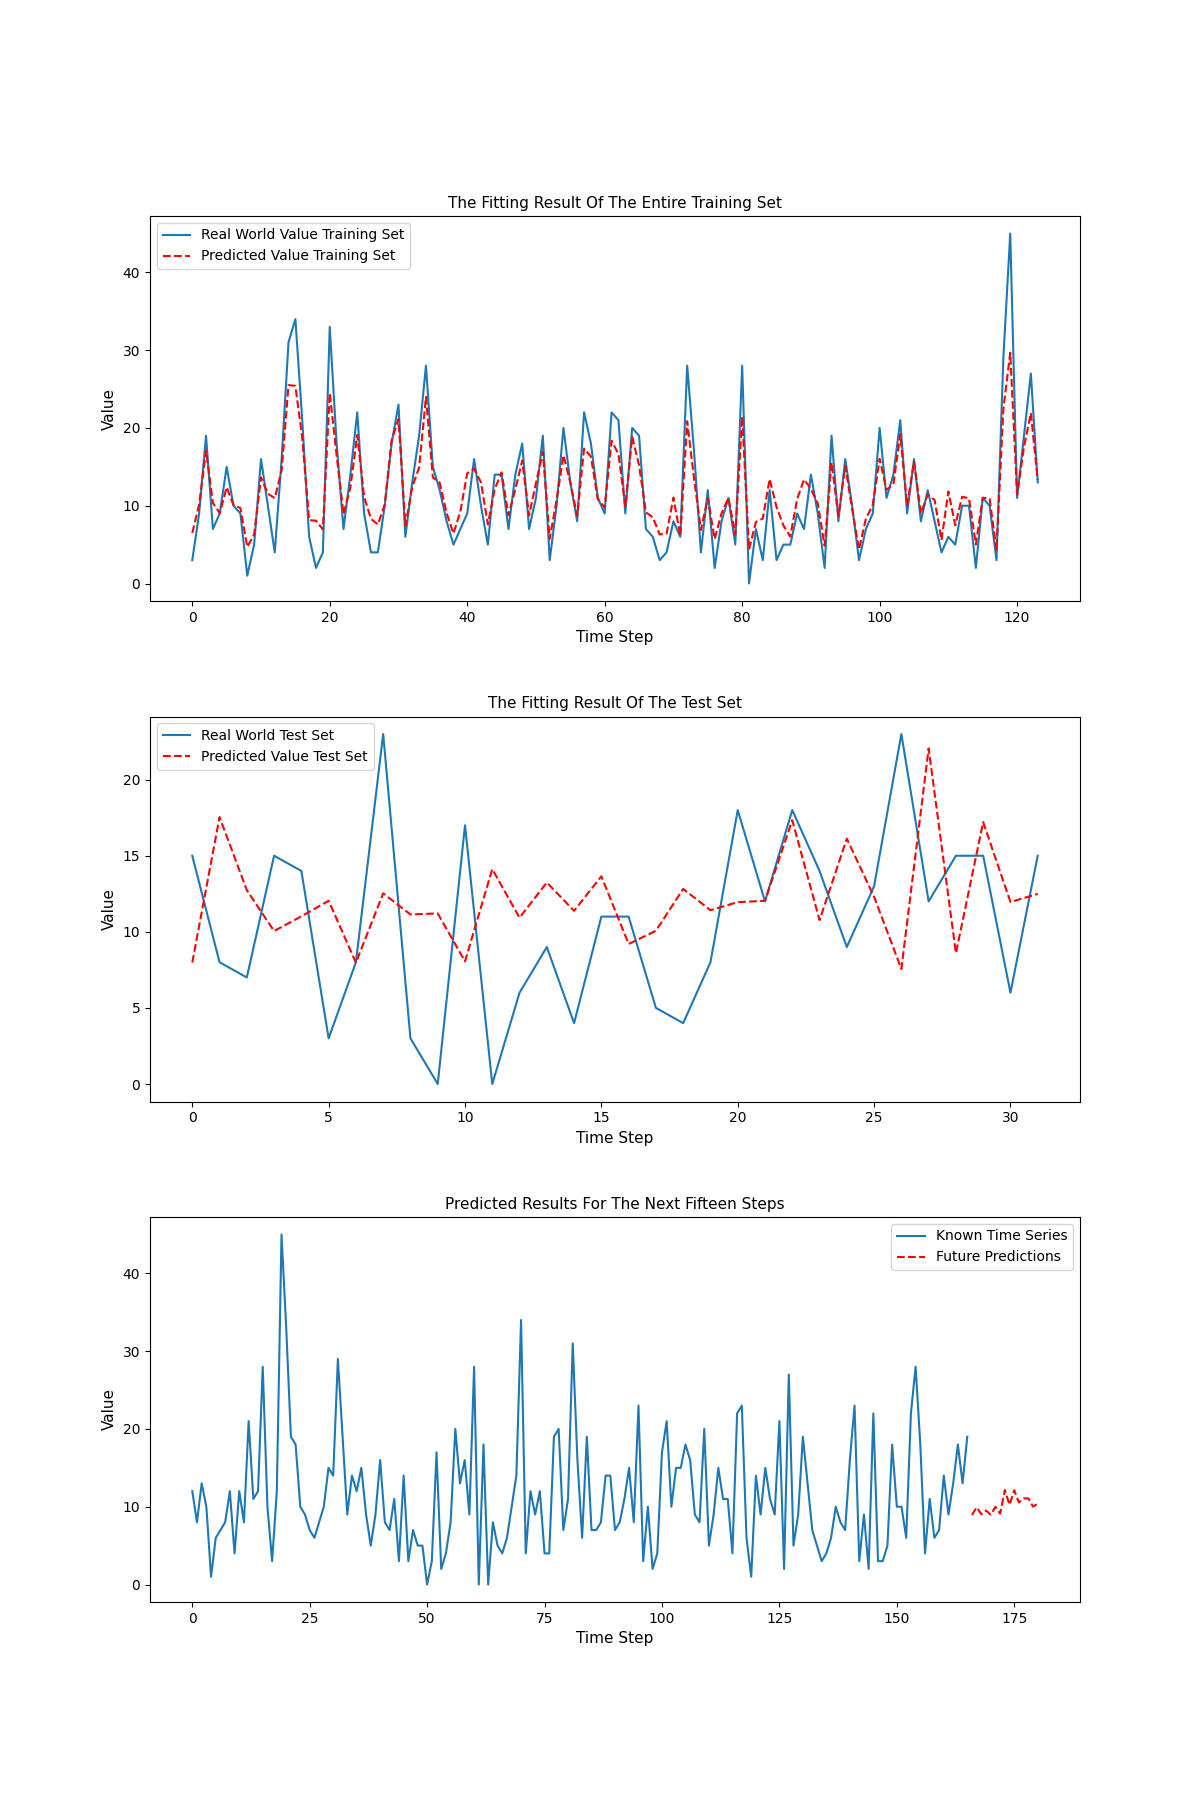 The Fitting Result Of The Entire Training Set
Real World Value Training Set
Predicted Value Training Set
Value
40
30
20
10
0
0 20 40 60 80 100 120
Time Step
The Fitting Result Of The Test Set
Real World Test Set
Predicted Value Test Set
Value
20
15
10
5
0
0 5 10 15 20 25 30
Time Step
Predicted Results For The Next Fifteen Steps
Known Time Series
Future Predictions
Value
40
30
20
10
0
0 25 50 75 100 125 150 175
Time Step